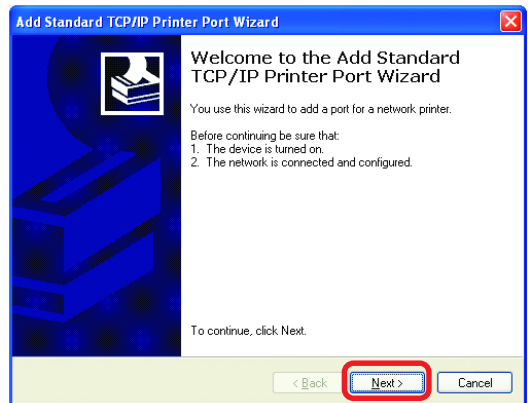 Add Standard TCP/IP Printer Port Wizard
Welcome to the Add Standard
TCP/IP Printer Port Wizard
You use this wizard to add a port for a network printer.
Before continuing be sure that:
1. The device is turned on.
2. The network is connected and configured.
To continue, click Next.
< Back
Next >
Cancel